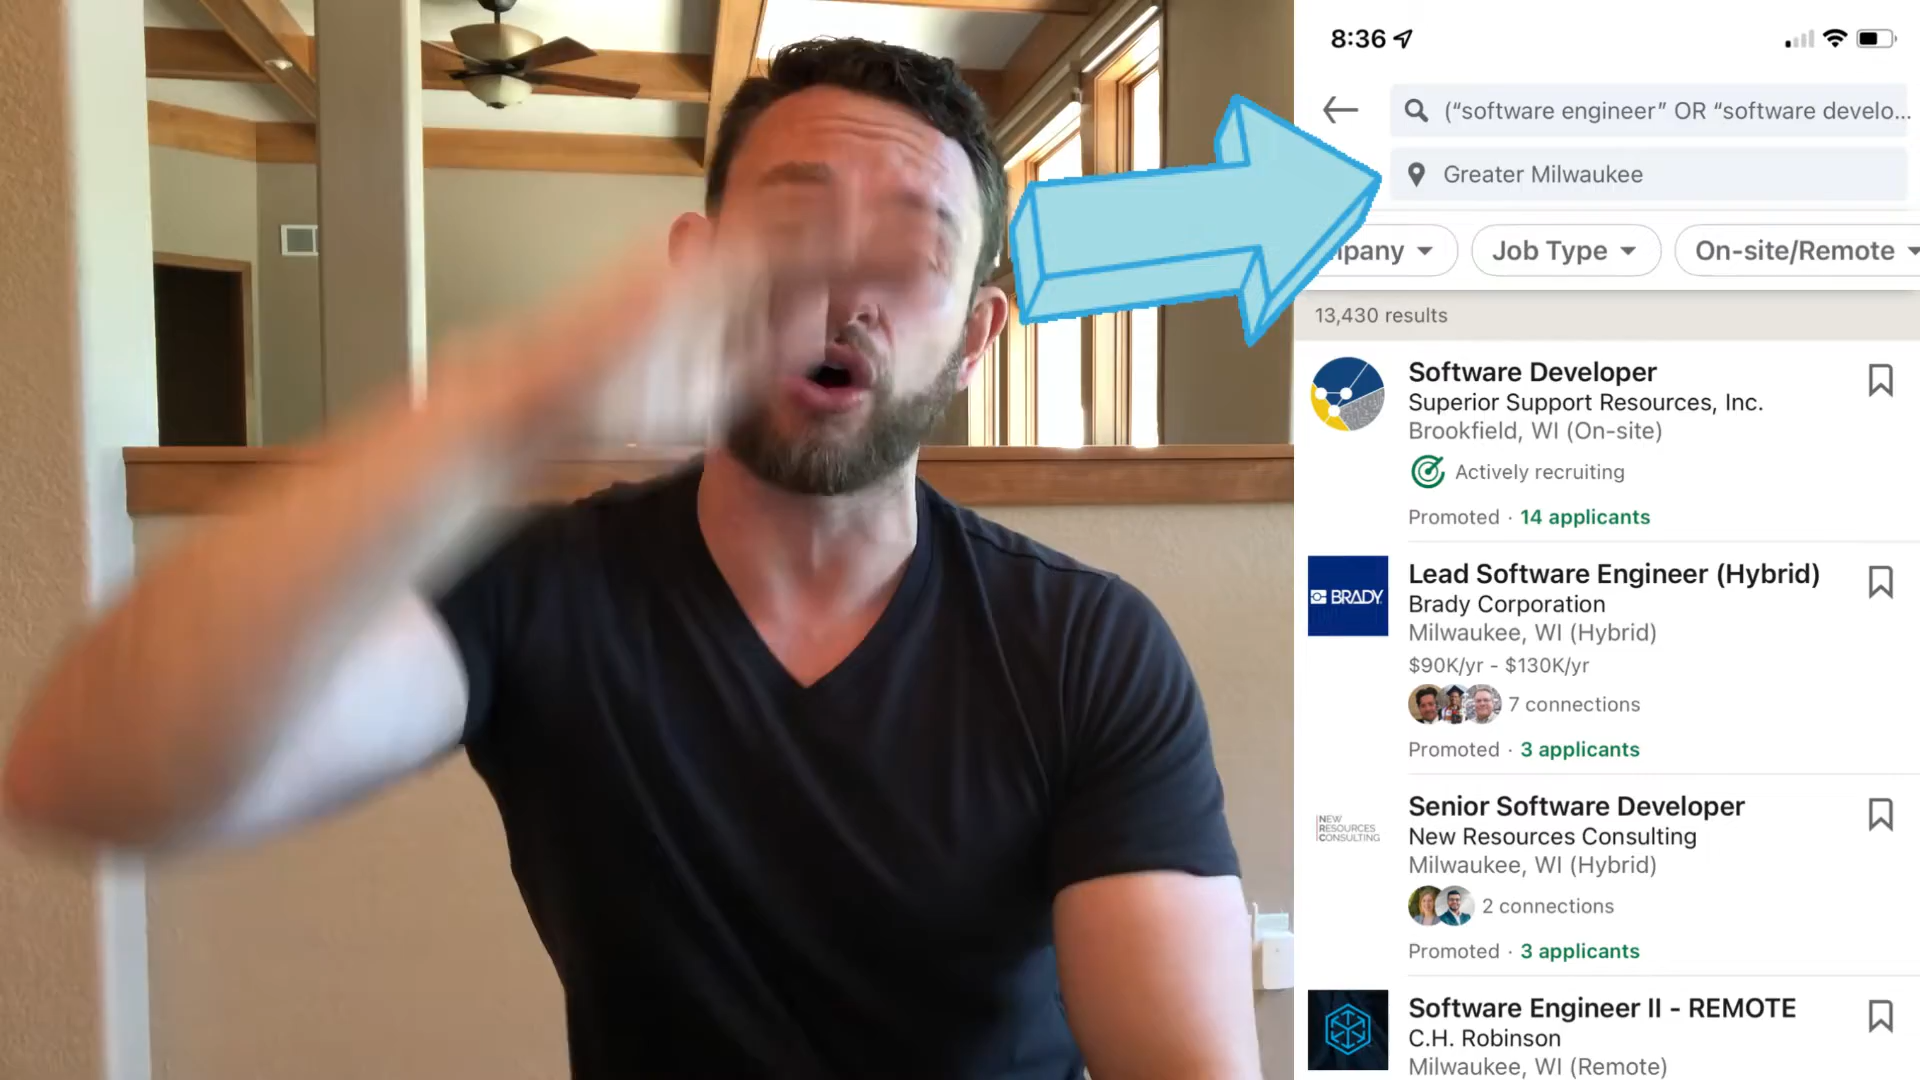 8:36
("software engineer" OR "software develo...
Greater Milwaukee
mpany
Job Type
On-site/Remote
13,430 results
Software Developer
Superior Support Resources, Inc.
Brookfield, WI (On-site)
Actively recruiting
Promoted · 14 applicants
BRADY
Lead Software Engineer (Hybrid)
Brady Corporation
Milwaukee, WI (Hybrid)
$90K/yr - $130K/yr
7 connections
Promoted · 3 applicants
NEW
RESOURCES
CONSULTING
Senior Software Developer
New Resources Consulting
Milwaukee, WI (Hybrid)
2 connections
Promoted · 3 applicants
Software Engineer II - REMOTE
C.H. Robinson
Milwaukee, WI (Remote)